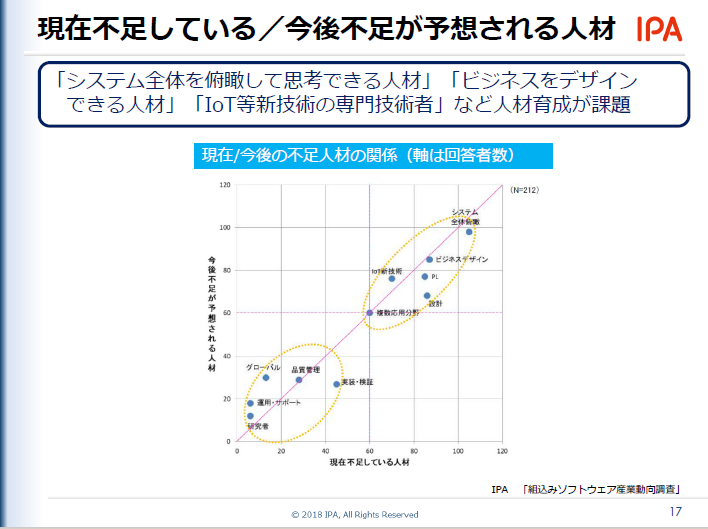 現在不足している／今後不足が予想される人材
IPA
「システム全体を俯瞰して思考できる人材」「ビジネスをデザイン
できる人材」「IoT等新技術の専門技術者」など人材育成が課題
現在/今後の不足人材の関係（軸は回答者数）
(N=212)
120
100
80
60
40
20
0
今後不足が予想される人材
システム
全体俯瞰
ビジネスデザイン
IoT新技術
PL
設計
複数応用分野
グローバル
品質管理
実装・検証
運用・サポート
研究者
0 20 40 60 80 100 120
現在不足している人材
IPA 「組込みソフトウェア産業動向調査」
© 2018 IPA, All Rights Reserved
17